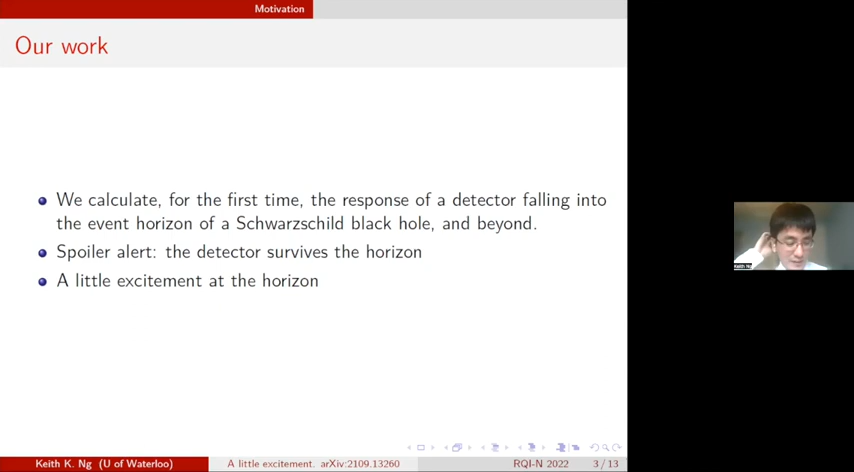 Motivation
Our work
We calculate, for the first time, the response of a detector falling into
the event horizon of a Schwarzschild black hole, and beyond.
Spoiler alert: the detector survives the horizon
A little excitement at the horizon
Keith Ng
Keith K. Ng (U of Waterloo)
A little excitement. arXiv:2109.13260
RQI-N 2022
3 / 13